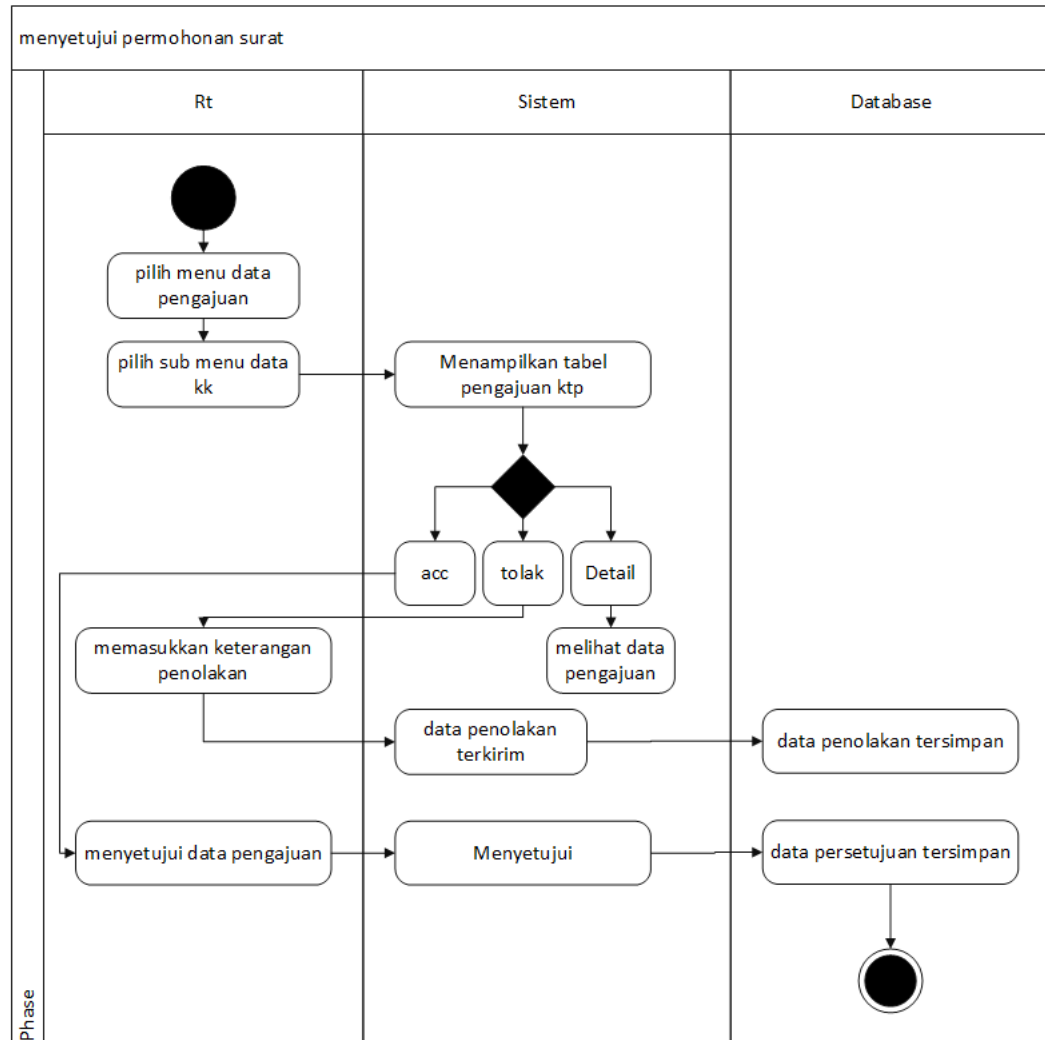 menyetujui permohonan surat
Rt
Sistem
Database
pilih menu data
pengajuan
pilih sub menu data
kk
Menampilkan tabel
pengajuan ktp
acc
tolak
Detail
memasukkan keterangan
penolakan
melihat data
pengajuan
data penolakan
terkirim
data penolakan tersimpan
menyetujui data pengajuan
Menyetujui
data persetujuan tersimpan
Phase